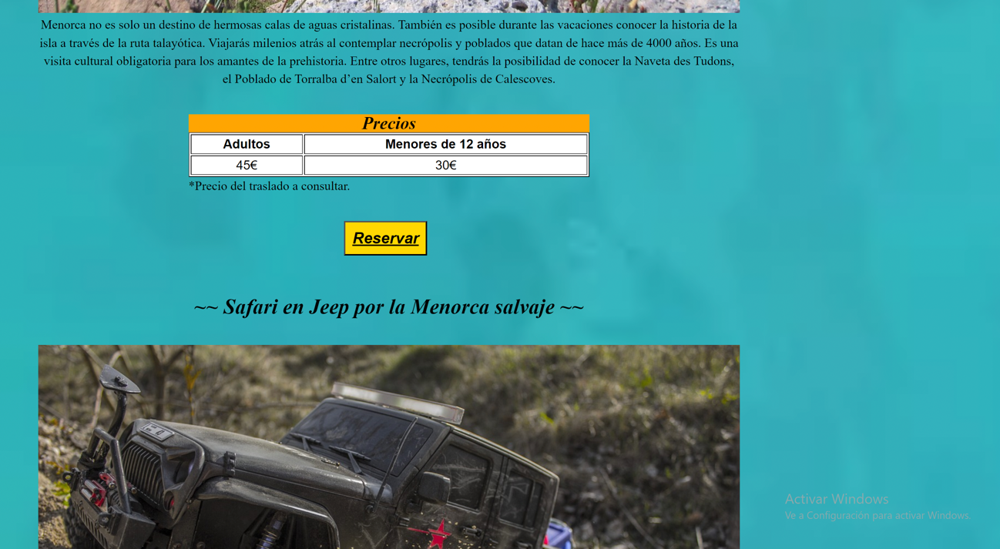 Menorca no es solo un destino de hermosas calas de aguas cristalinas. También es posible durante las vacaciones conocer la historia de la
isla a través de la ruta talayótica. Viajarás milenios atrás al contemplar necrópolis y poblados que datan de hace más de 4000 años. Es una
visita cultural obligatoria para los amantes de la prehistoria. Entre otros lugares, tendrás la posibilidad de conocer la Naveta des Tudons,
el Poblado de Torralba d’en Salort y la Necrópolis de Calescoves.
Precios
Adultos Menores de 12 años
45€ 30€
*Precio del traslado a consultar.
Reservar
~~ Safari en Jeep por la Menorca salvaje ~~
Activar Windows
Ve a Configuración para activar Windows.